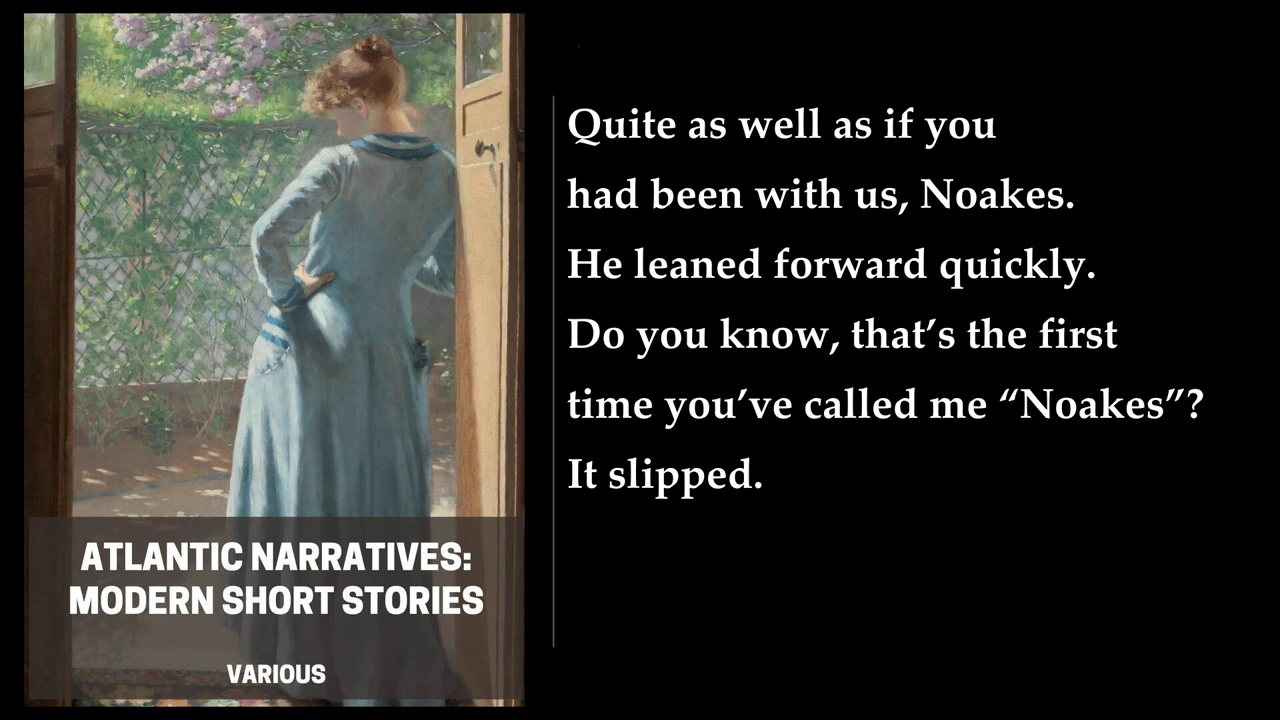 Quite as well as if you
had been with us, Noakes.
He leaned forward quickly.
Do you know, that’s the first
time you’ve called me “Noakes”?
It slipped.
ATLANTIC NARRATIVES:
MODERN SHORT STORIES
VARIOUS